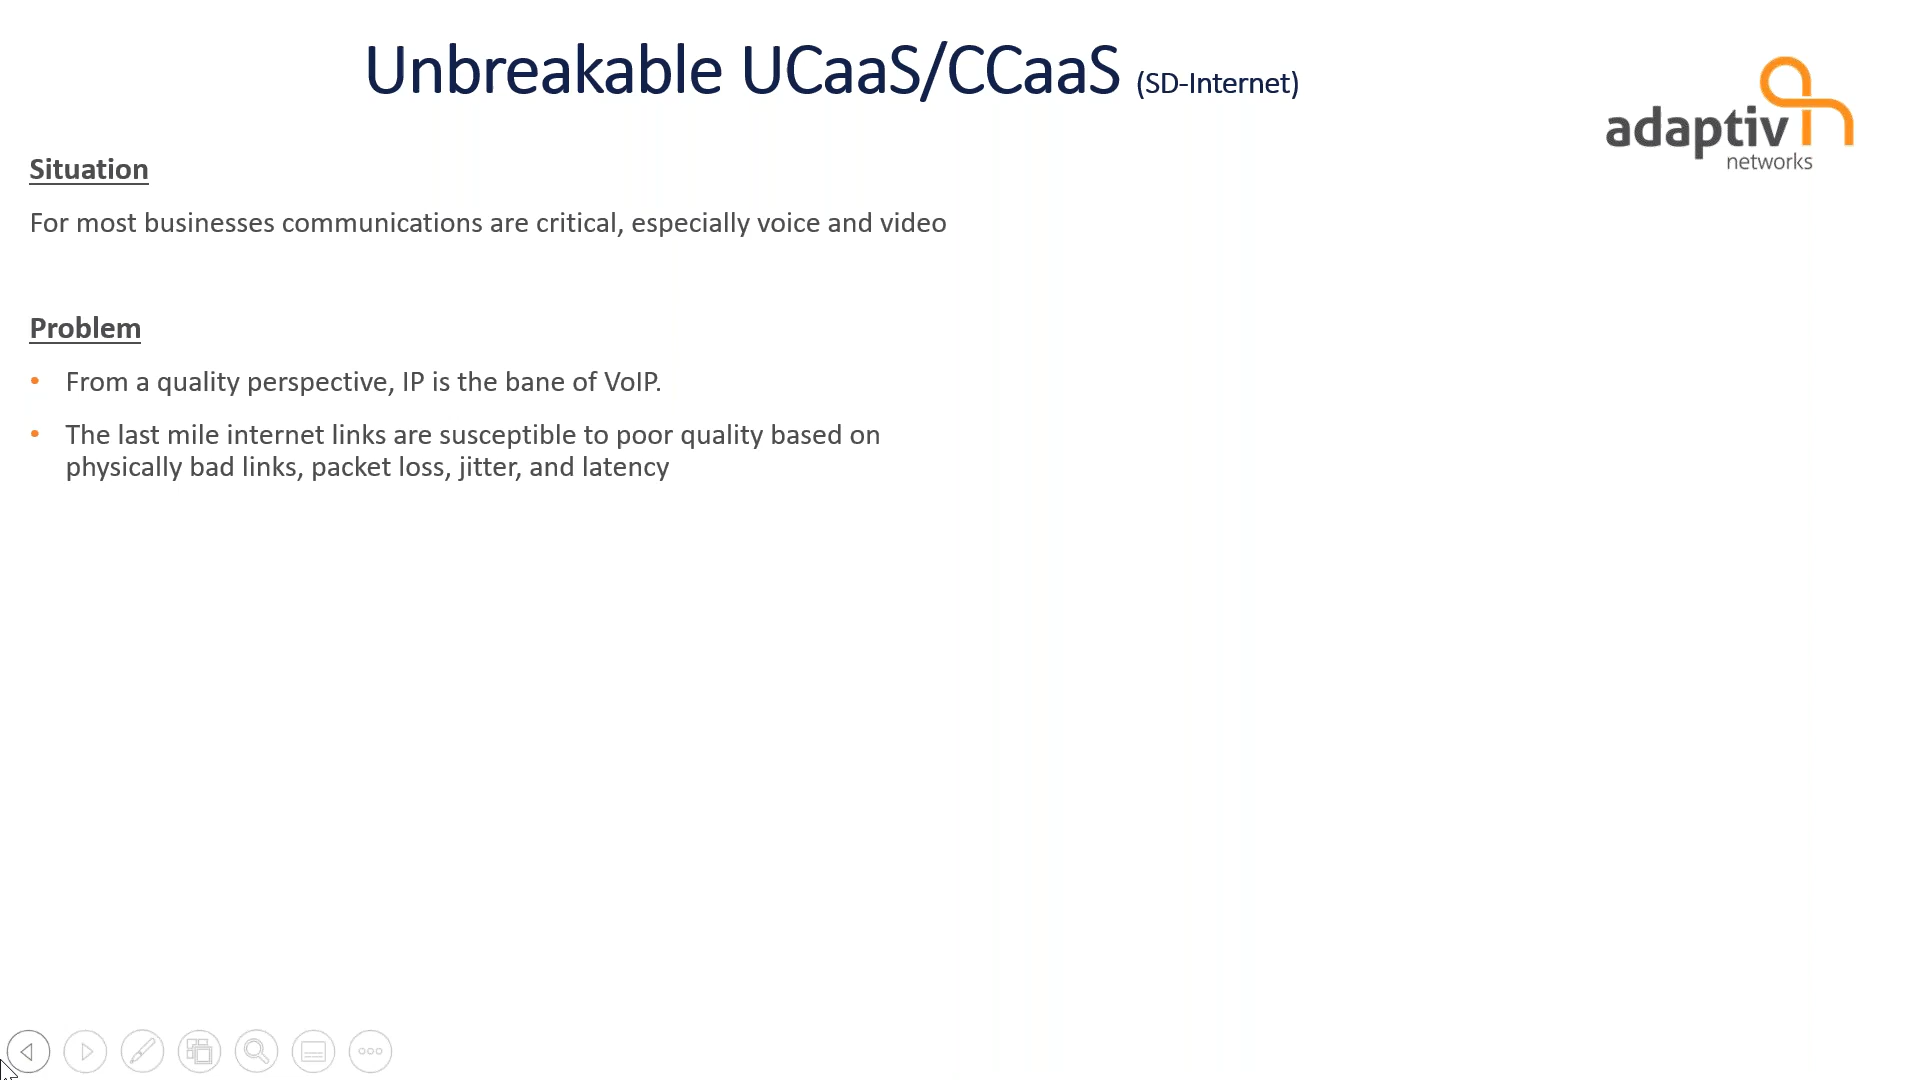 Unbreakable UCaaS/CCaaS (SD-Internet)
adaptiv
networks
Situation
For most businesses communications are critical, especially voice and video
Problem
• From a quality perspective, IP is the bane of VoIP.
• The last mile internet links are susceptible to poor quality based on
physically bad links, packet loss, jitter, and latency